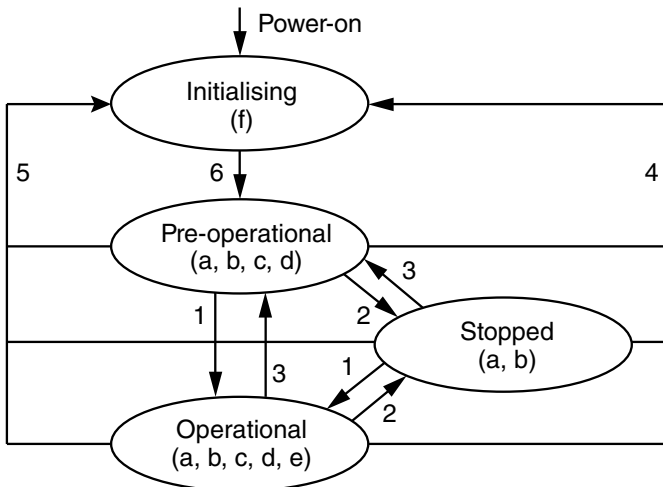 Power-on
Initialising
(f)
5
6
4
Pre-operational
(a, b, c, d)
3
1
2
Stopped
(a, b)
1
3
2
Operational
(a, b, c, d, e)